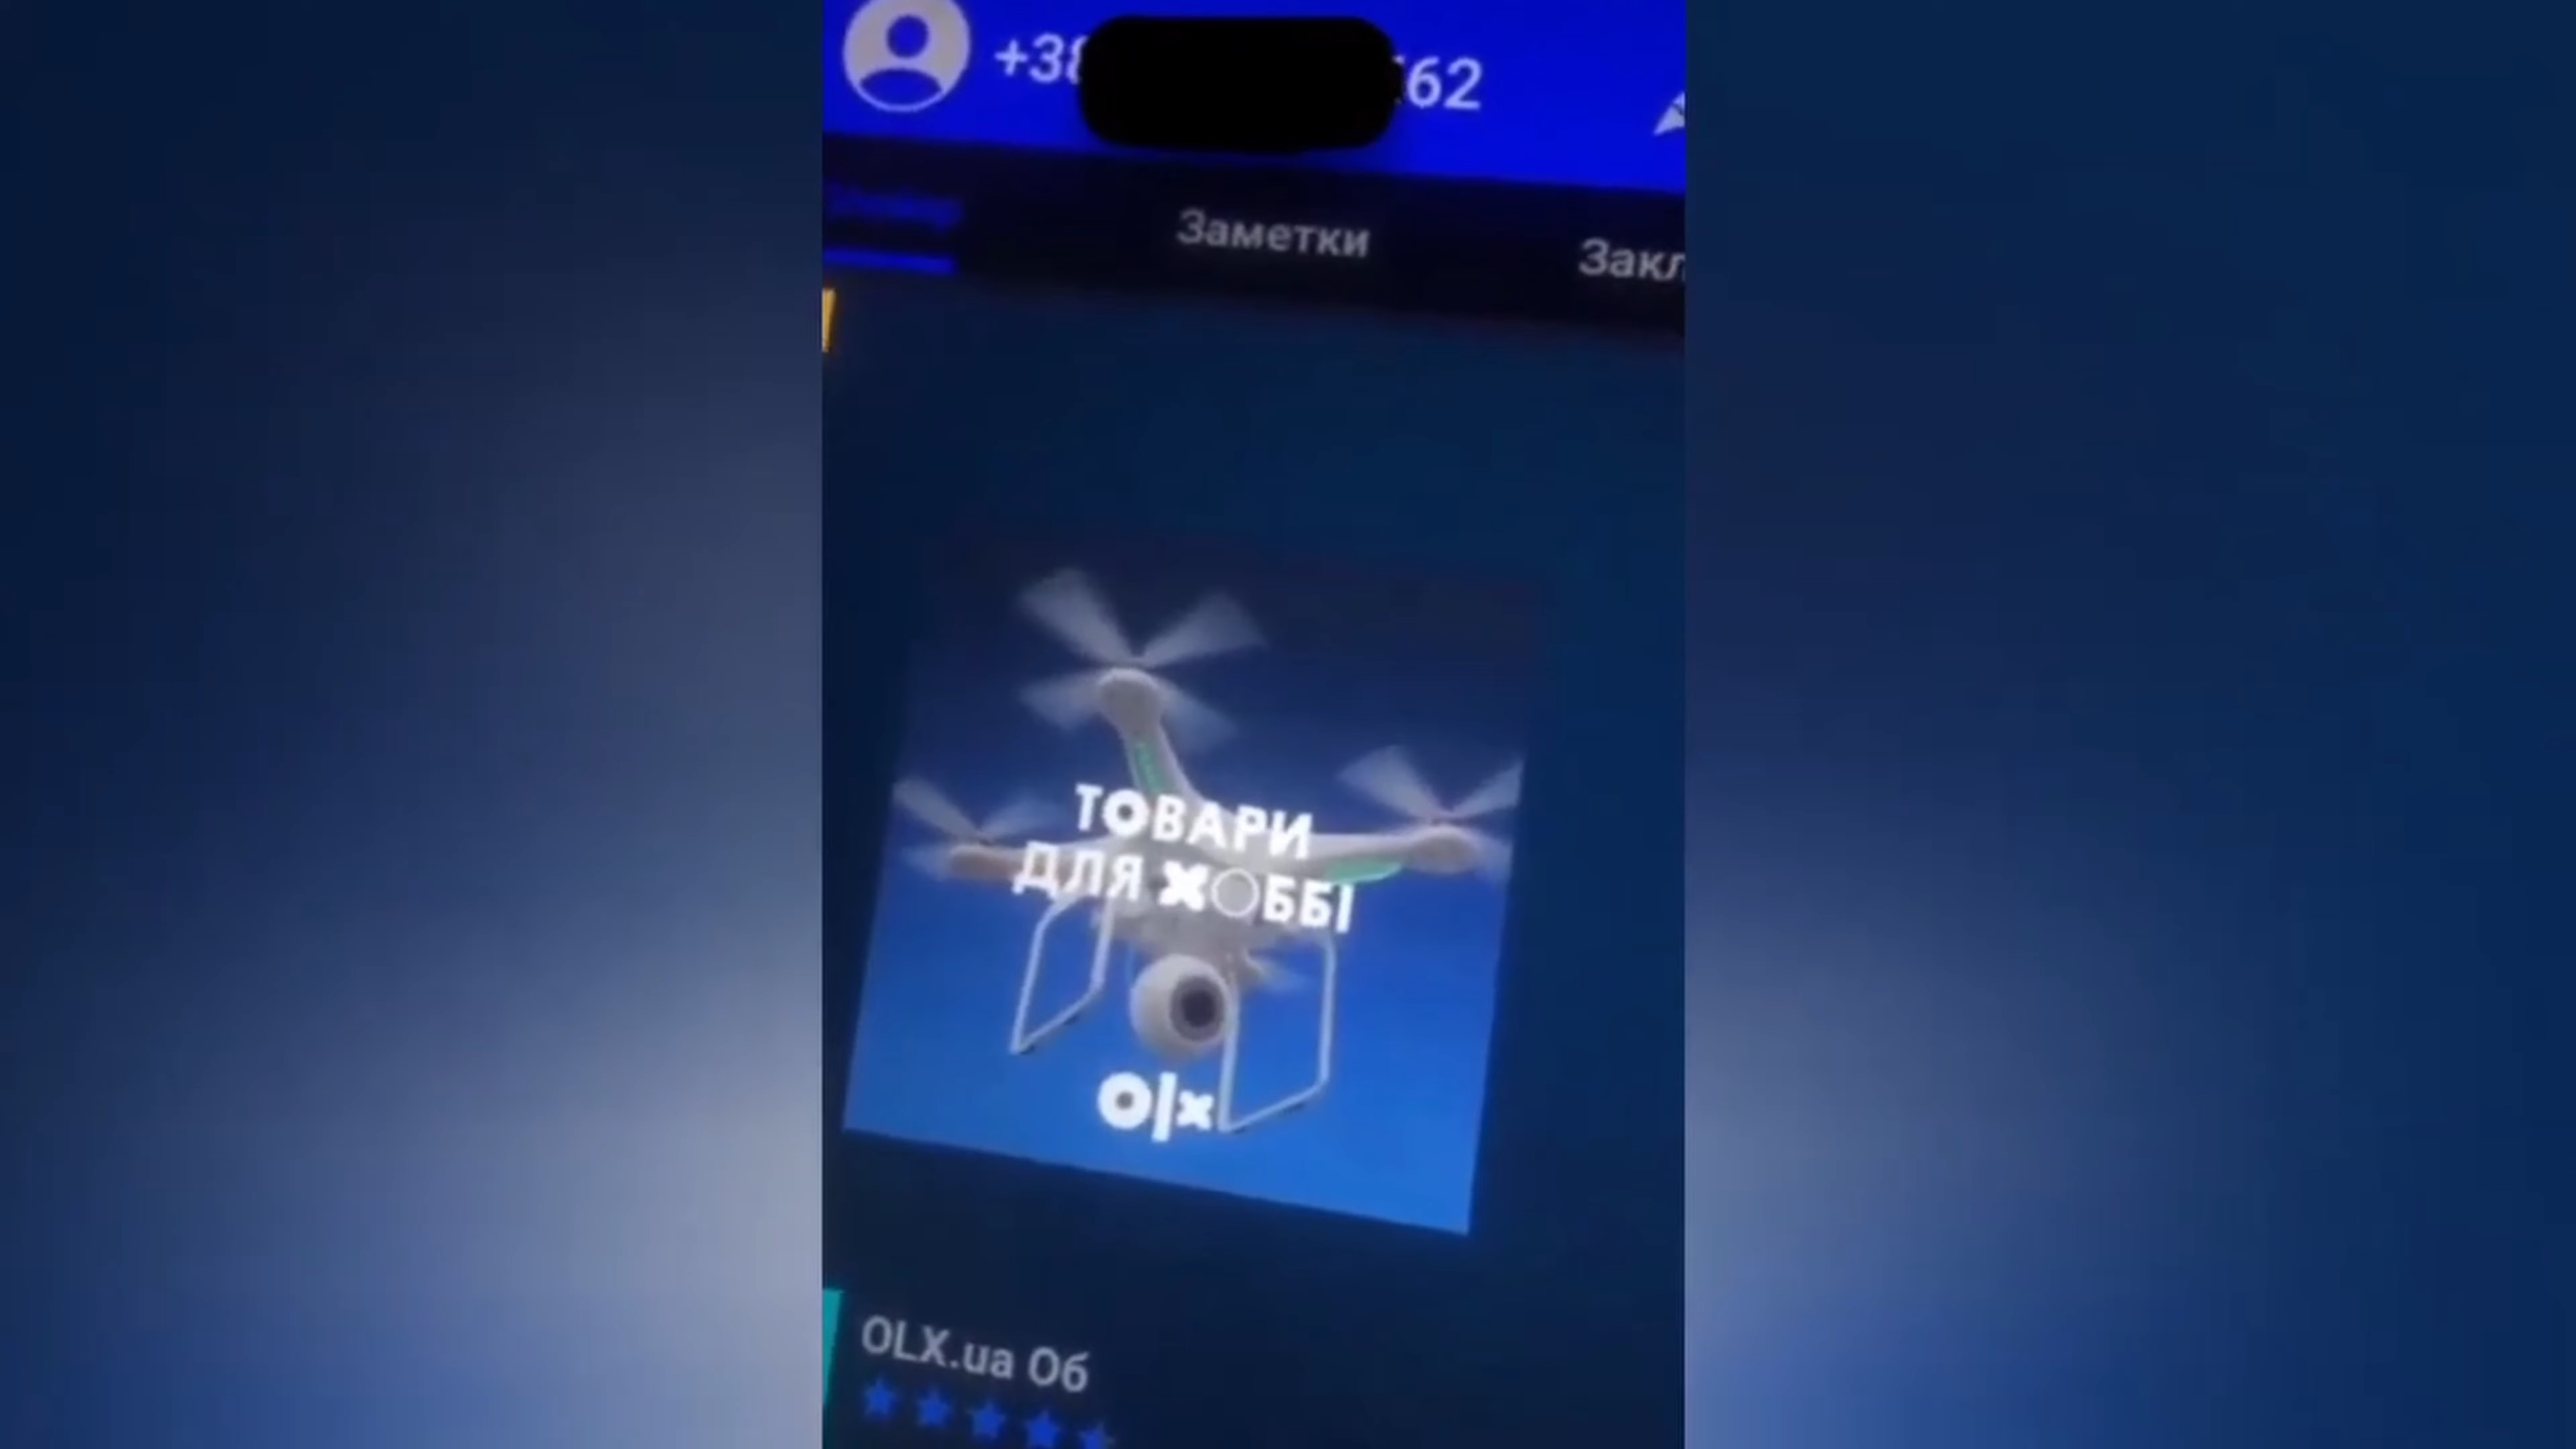 +38
62
Заметки
Закл
ТОВАРИ
ДЛЯ ХОББІ
olx
OLX.ua Об